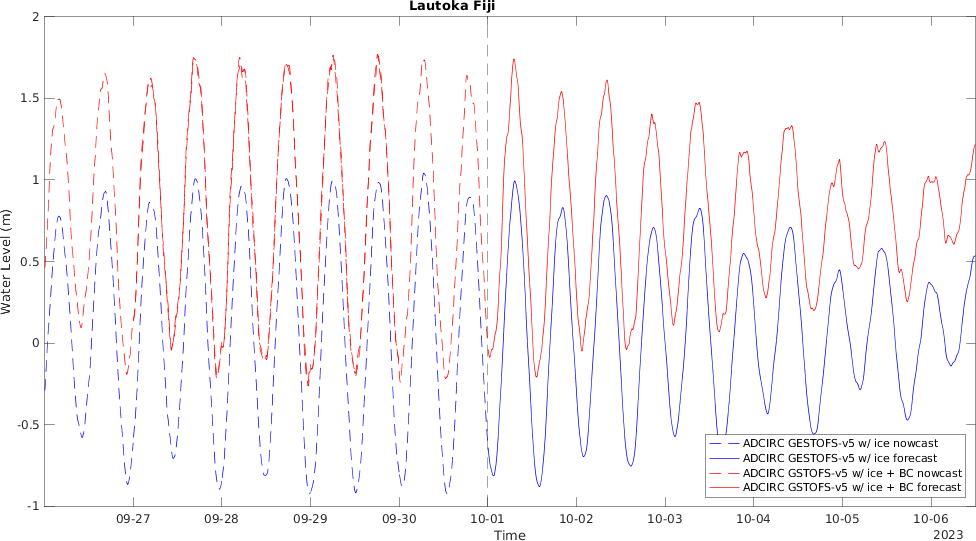 Lautoka Fiji
2
1.5
1
0.5
0
-0.5
-1
Water Level (m)
ADCIRC GESTOFS-v5 w/ ice nowcast
ADCIRC GESTOFS-v5 w/ ice forecast
ADCIRC GSTOFS-v5 w/ ice + BC nowcast
ADCIRC GSTOFS-v5 w/ ice + BC forecast
09-27 09-28 09-29 09-30 10-01 10-02 10-03 10-04 10-05 10-06
Time
2023